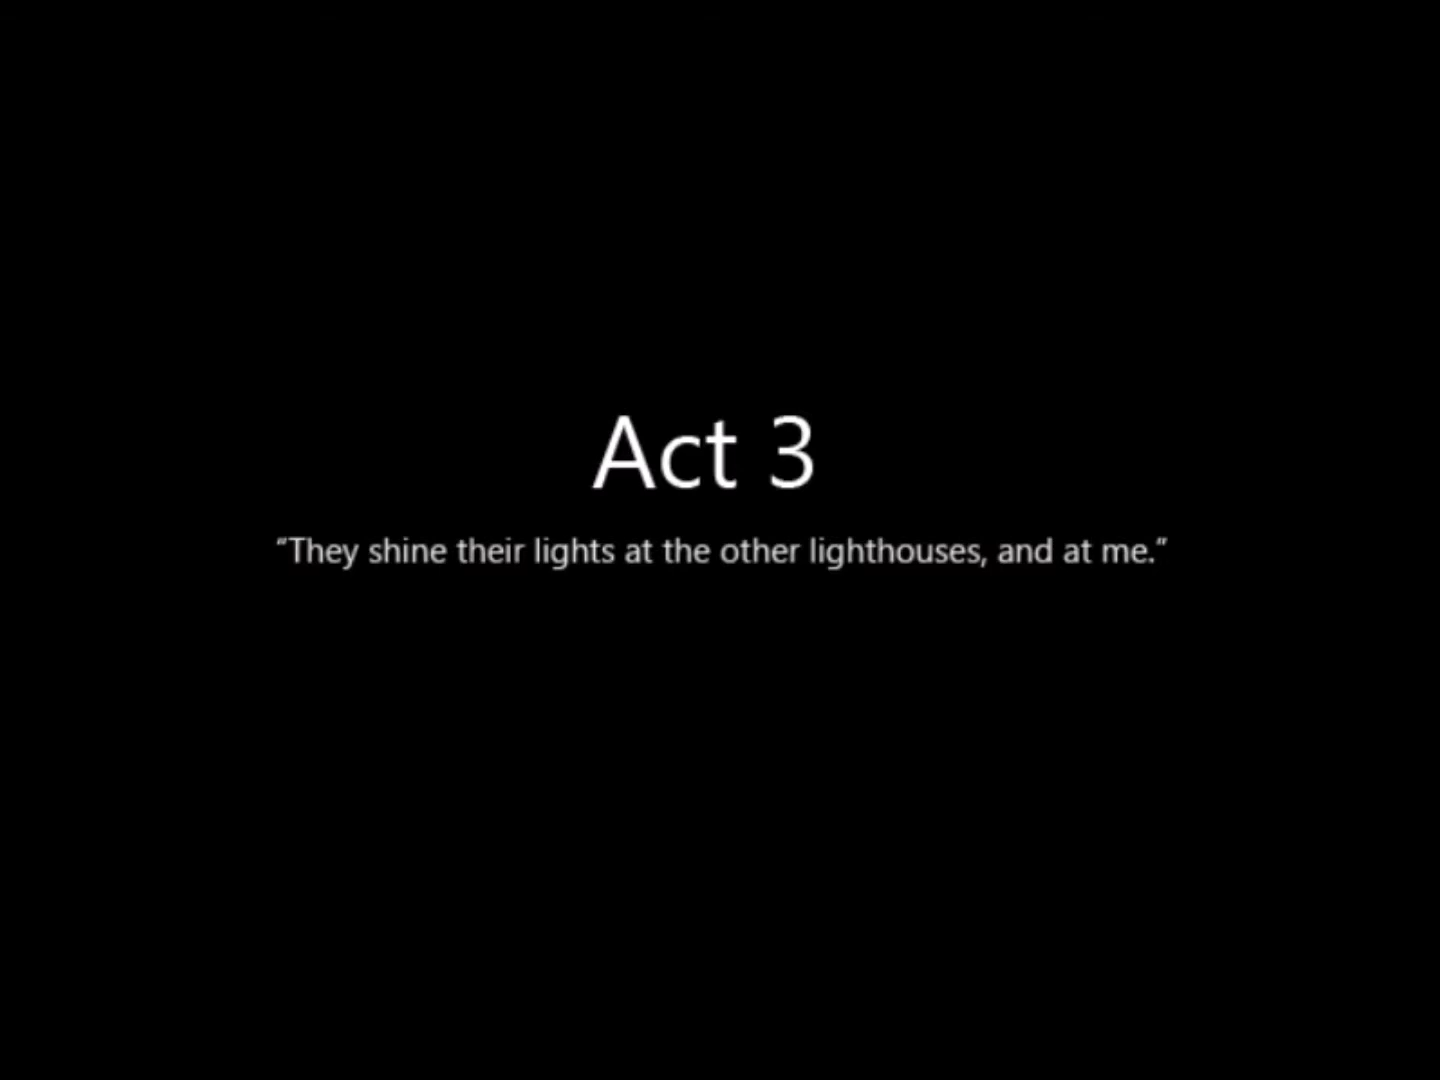 Act 3
“They shine their lights at the other lighthouses, and at me.”